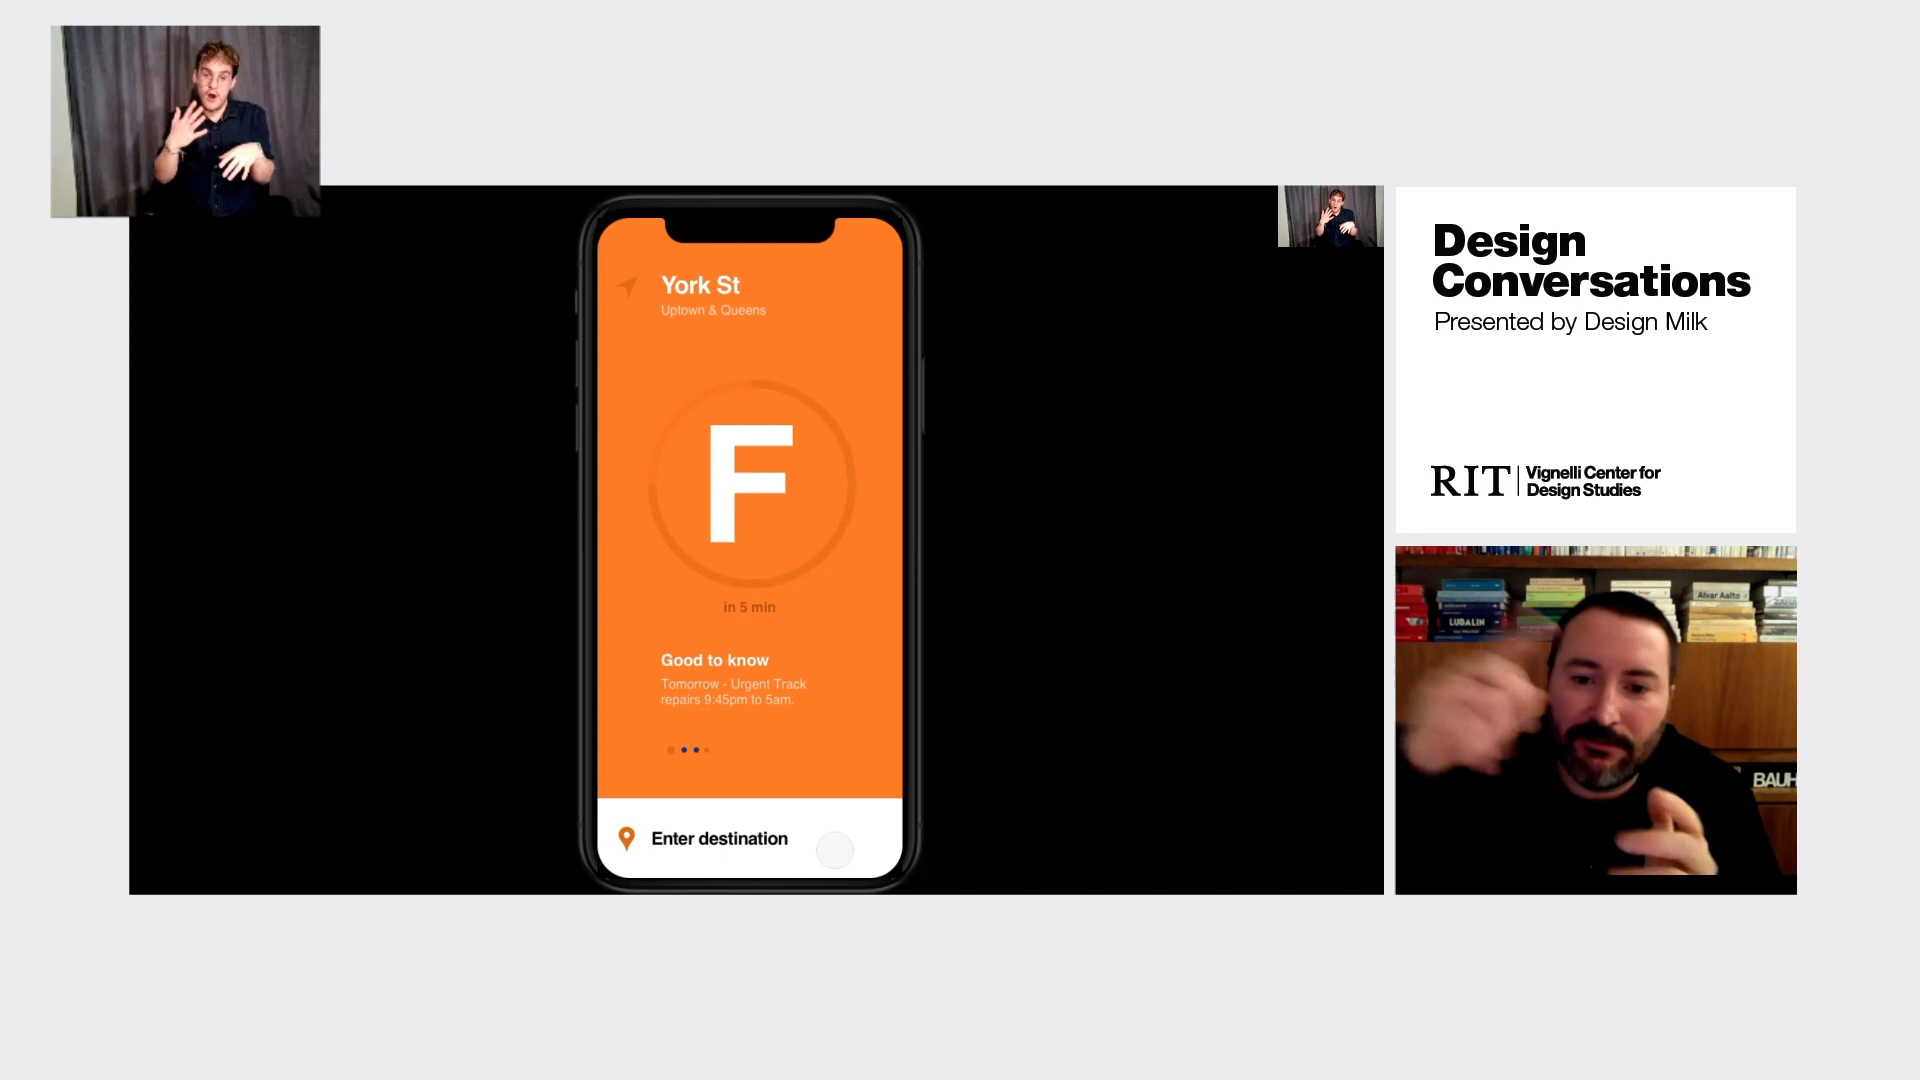 York St
Uptown & Queens
F
in 5 min
Good to know
Tomorrow - Urgent Track
repairs 9:45pm to 5am.
Enter destination
Design
Conversations
Presented by Design Milk
RIT
Vignelli Center for
Design Studies
Alvar Aalto
LUBALIN
BAUH